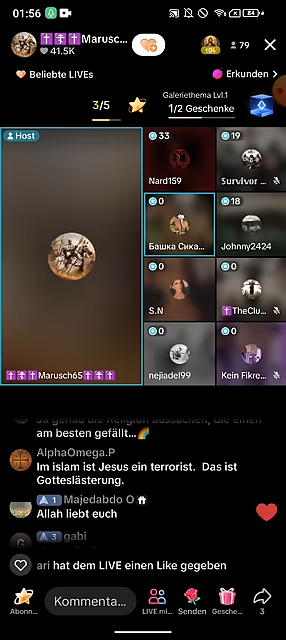 01:56
64
✝️✝️✝️Marusc...
41.5K
104
79
Beliebte LIVEs
Erkunden >
3/5
Galeriethema Lvl.1
1/2 Geschenke
Host
33
19
Nard159
Survivor ...
0
18
Башка Сика...
Johnny2424
0
0
S.N
✝️TheClu...
0
0
✝️✝️✝️Marusch65✝️✝️✝️
nejiadel99
Kein Fikre...
am besten gefällt...🌈
AlphaOmega.P
Im islam ist Jesus ein terrorist. Das ist
Gotteslästerung.
1 Majedabdo O
Allah liebt euch
3 gabi
ari hat dem LIVE einen Like gegeben
Kommenta...
Abonn...
LIVE mi...
Senden
Gesche...
3